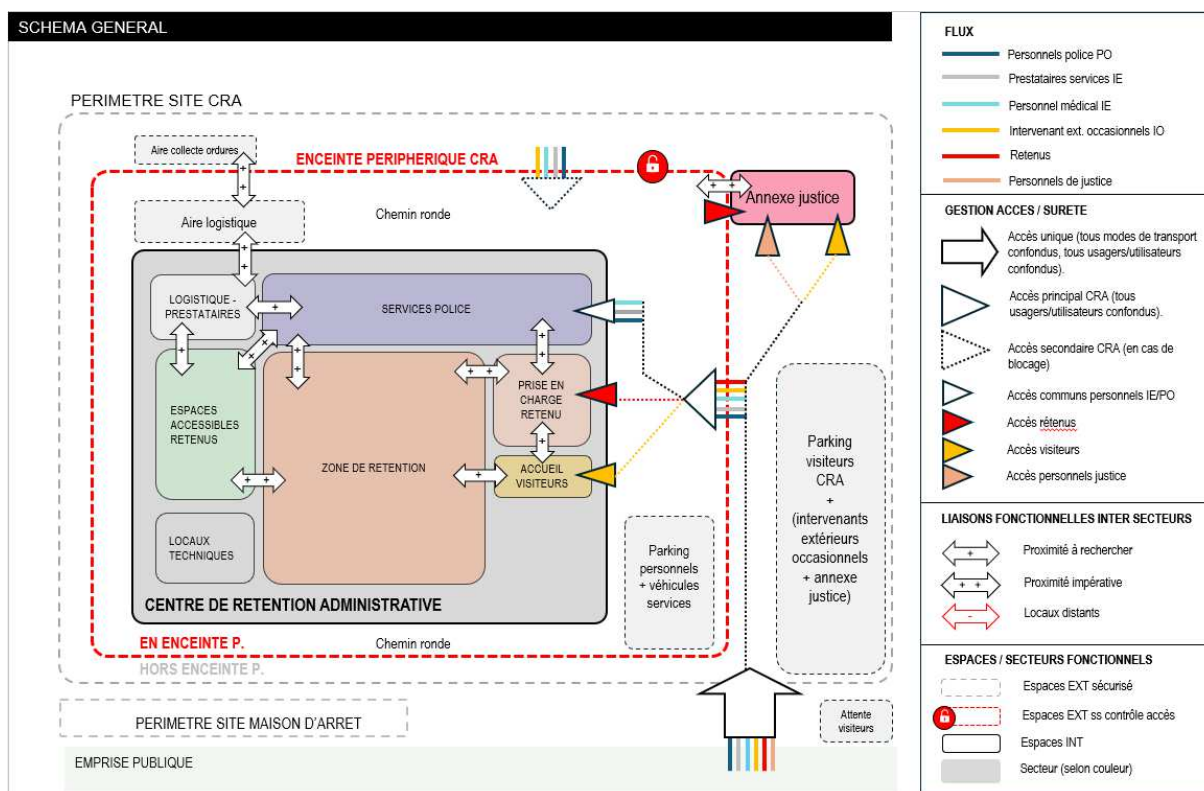 SCHEMA GENERAL
PERIMETRE SITE CRA
Aire collecte ordures
ENCEINTE PERIPHERIQUE CRA
Chemin ronde
Annexe justice
Aire logistique
LOGISTIQUE -
PRESTATAIRES
SERVICES POLICE
ESPACES
ACCESSIBLES
RETENUS
ZONE DE RETENTION
PRISE EN
CHARGE
RETENU
ACCUEIL
VISITEURS
LOCAUX
TECHNIQUES
CENTRE DE RETENTION ADMINISTRATIVE
Parking
personnels
+ véhicules
services
Parking
visiteurs
CRA
+
(intervenants
extérieurs
occasionnels
+ annexe
justice)
EN ENCEINTE P.
Chemin ronde
HORS ENCEINTE P.
PERIMETRE SITE MAISON D'ARRET
Attente
visiteurs
EMPRISE PUBLIQUE
FLUX
Personnels police PO
Prestataires services IE
Personnel médical IE
Intervenant ext. occasionnels IO
Retenus
Personnels de justice
GESTION ACCES / SURETE
Accès unique (tous modes de transport
confondus, tous usagers/utilisateurs
confondus).
Accès principal CRA (tous
usagers/utilisateurs confondus).
Accès secondaire CRA (en cas de
blocage)
Accès communs personnels IE/PO
Accès rétenus
Accès visiteurs
Accès personnels justice
LIAISONS FONCTIONNELLES INTER SECTEURS
+ Proximité à rechercher
+ + Proximité impérative
- Locaux distants
ESPACES / SECTEURS FONCTIONNELS
Espaces EXT sécurisé
Espaces EXT ss contrôle accès
Espaces INT
Secteur (selon couleur)